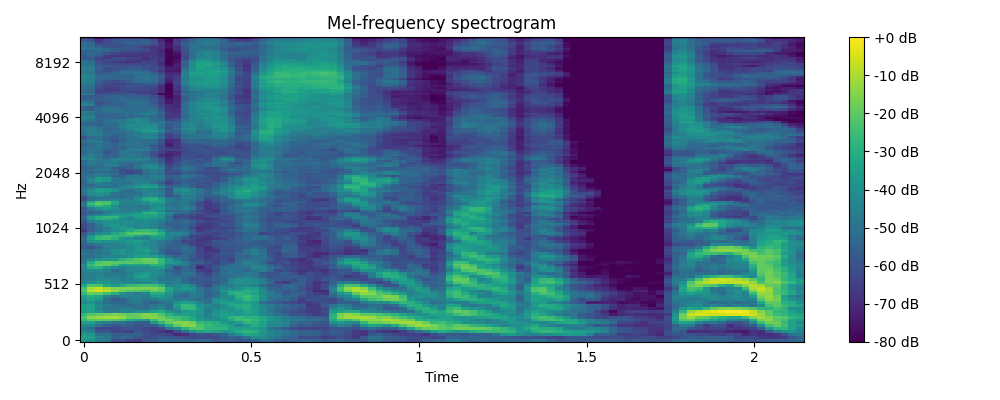 Mel-frequency spectrogram
Hz
8192
4096
2048
1024
512
0
0
0.5
1
1.5
2
Time
+0 dB
-10 dB
-20 dB
-30 dB
-40 dB
-50 dB
-60 dB
-70 dB
-80 dB